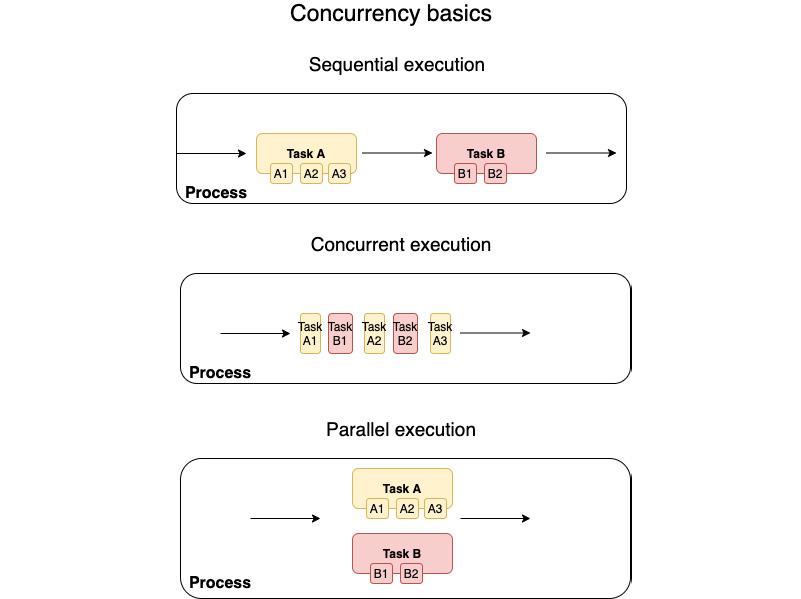 Concurrency basics
Sequential execution
Task A
A1 A2 A3
Task B
B1 B2
Process
Concurrent execution
Task
A1
Task
B1
Task
A2
Task
B2
Task
A3
Process
Parallel execution
Task A
A1 A2 A3
Task B
B1 B2
Process